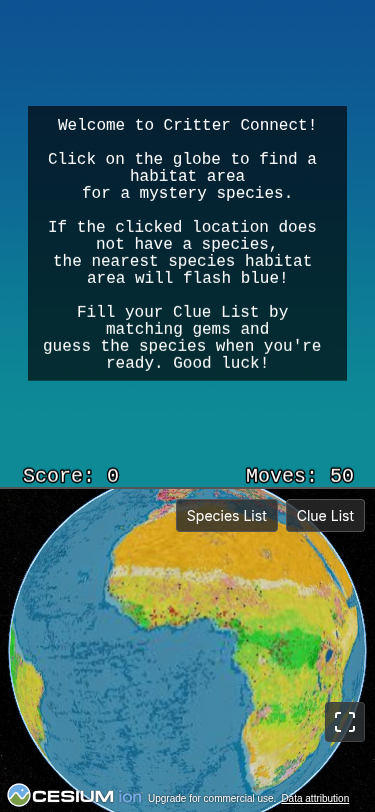 Welcome to Critter Connect!
Click on the globe to find a
habitat area
for a mystery species.
If the clicked location does
not have a species,
the nearest species habitat
area will flash blue!
Fill your Clue List by
matching gems and
guess the species when you're
ready. Good luck!
Score: 0 Moves: 50
Species List Clue List
CESIUM ion Upgrade for commercial use. Data attribution